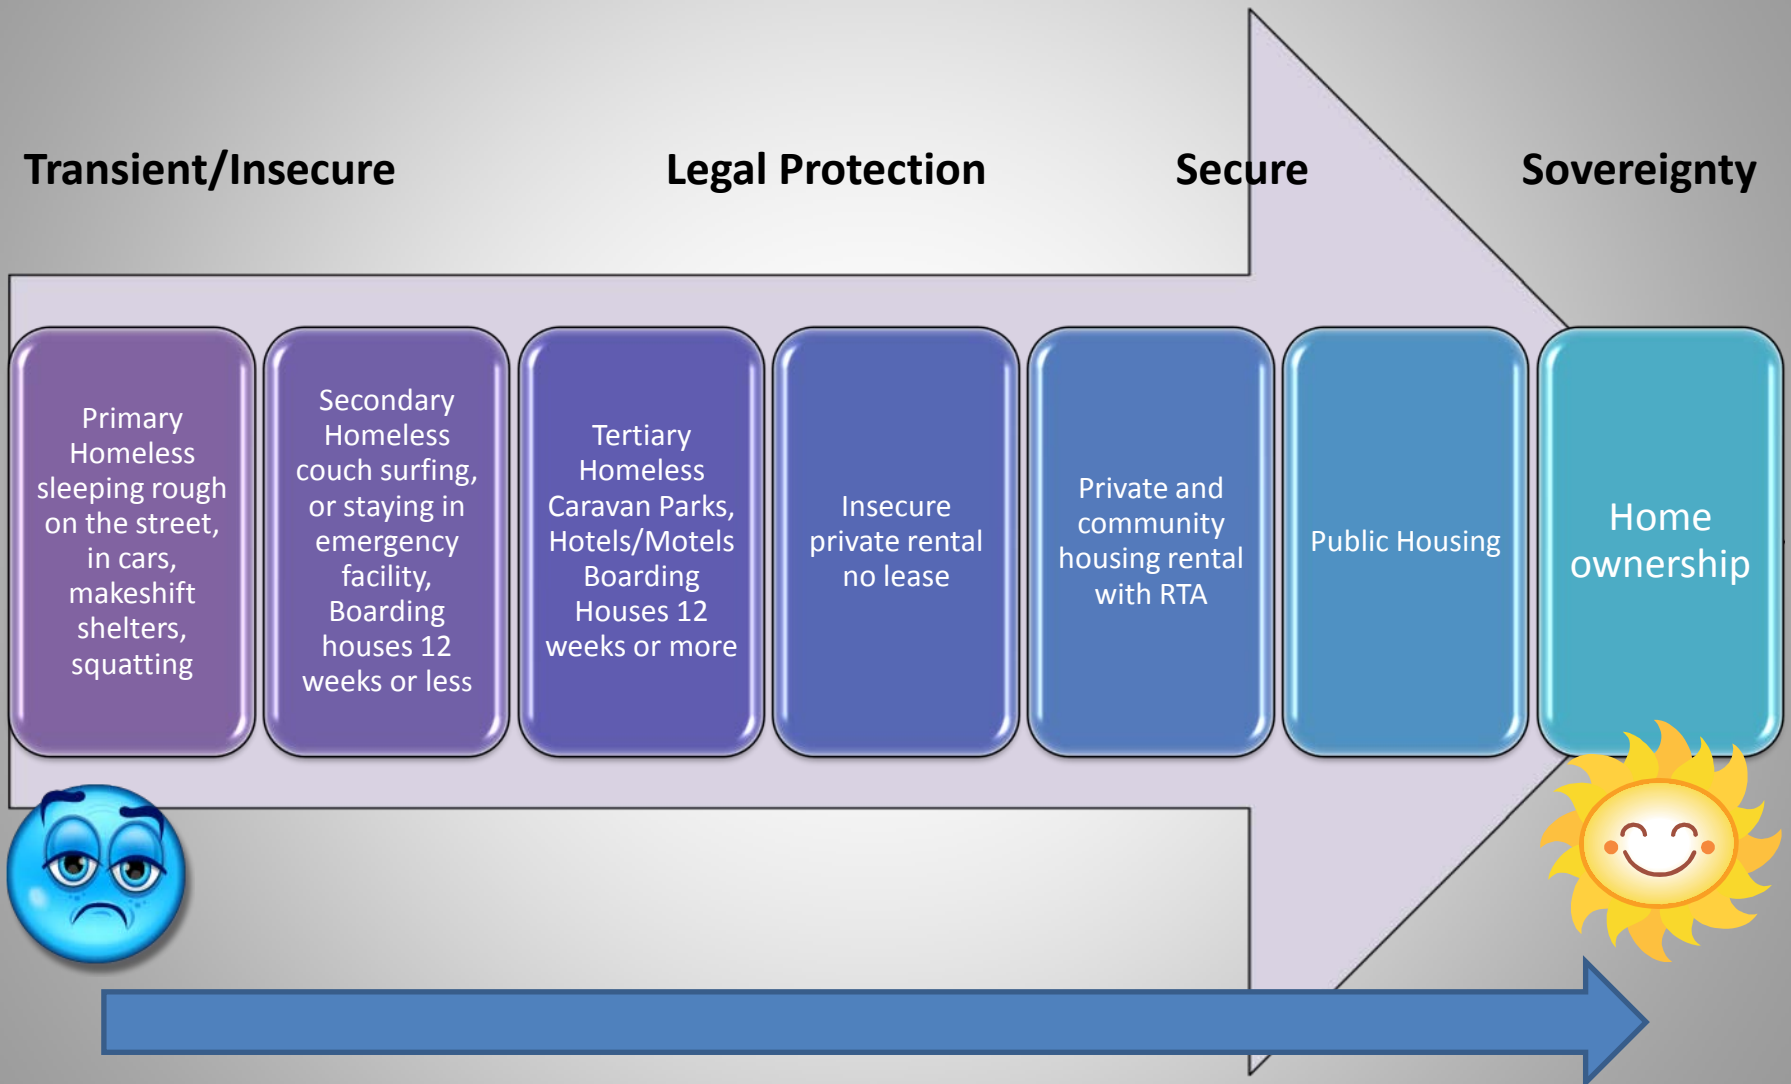 Transient/Insecure
Legal Protection
Secure
Sovereignty
Primary
Homeless
sleeping rough
on the street,
in cars,
makeshift
shelters,
squatting
Secondary
Homeless
couch surfing,
or staying in
emergency
facility,
Boarding
houses 12
weeks or less
Tertiary
Homeless
Caravan Parks,
Hotels/Motels
Boarding
Houses 12
weeks or more
Insecure
private rental
no lease
Private and
community
housing rental
with RTA
Public Housing
Home
ownership